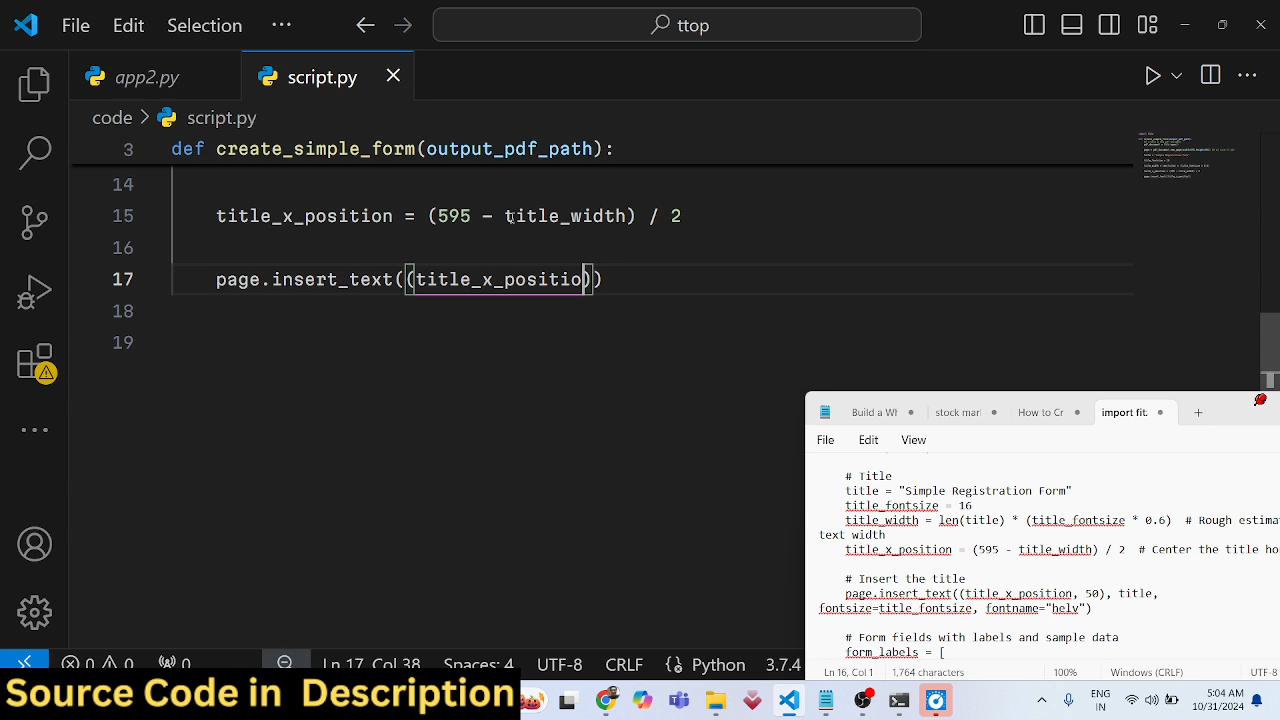 File Edit Selection ··· ttop
app2.py script.py
code > script.py
3 def create_simple_form(output_pdf_path):
14
15 title_x_position = (595 - title_width) / 2
16
17 page.insert_text((title_x_positio))
18
19
Build a Wh stock marl How to Cr import fit.
File Edit View
# Title
title = "Simple Registration Form"
title_fontsize = 16
title_width = len(title) * (title_fontsize * 0.6) # Rough estima
text width
title_x_position = (595 - title_width) / 2 # Center the title ho
# Insert the title
page.insert_text((title_x_position, 50), title,
fontsize=title_fontsize, fontname="helv")
# Form fields with labels and sample data
form_labels = [
Ln 16, Col 1 1,764 characters 100% Windows (CRLF) UTF-8
0 0 0 Ln 17, Col 38 Spaces: 4 UTF-8 CRLF Python 3.7.4
Source Code in Description
ENG
IN
5:04 AM
10/31/2024